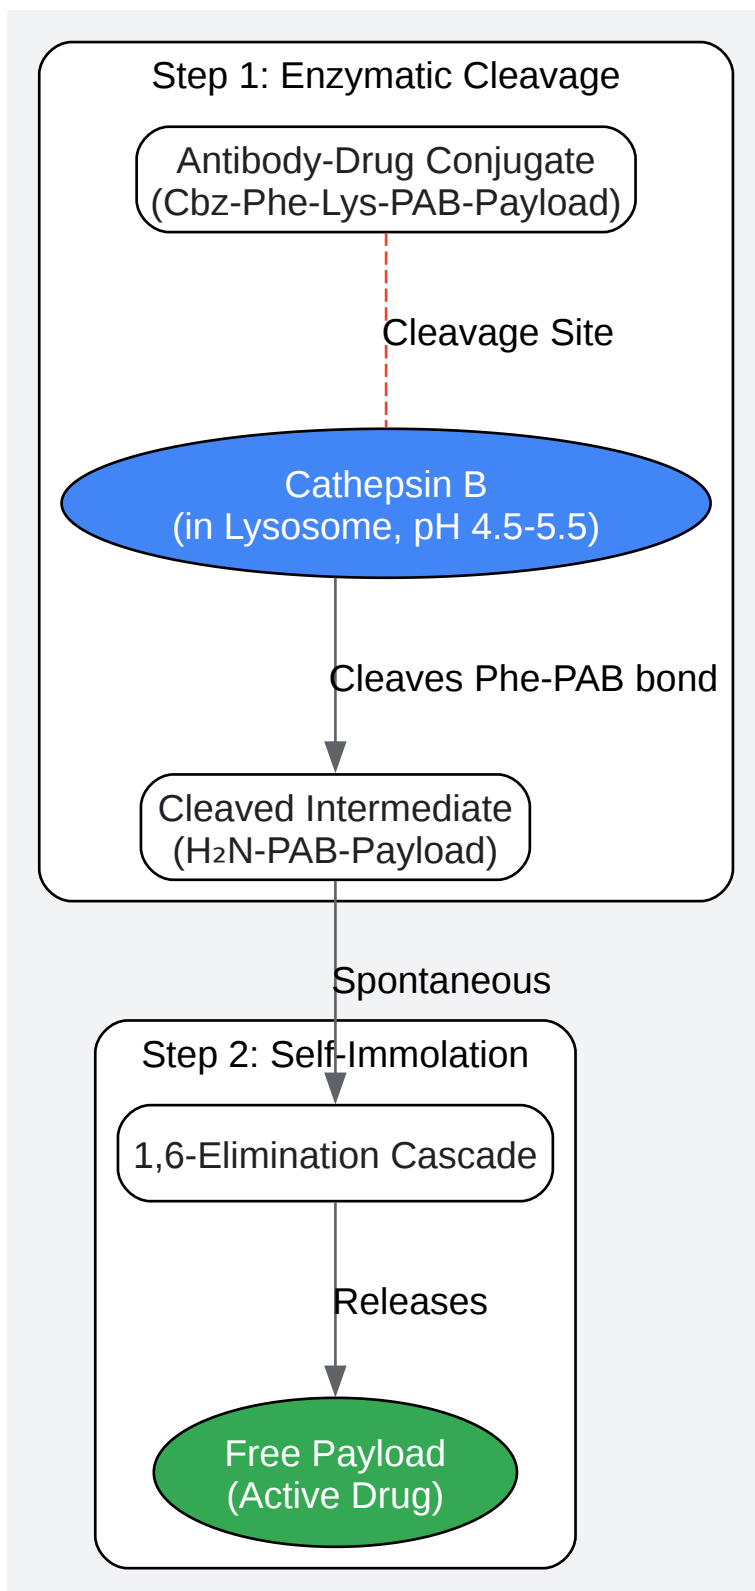 Step 1: Enzymatic Cleavage
Antibody-Drug Conjugate
(Cbz-Phe-Lys-PAB-Payload)
Cleavage Site
Cathepsin B
(in Lysosome, pH 4.5-5.5)
Cleaves Phe-PAB bond
Cleaved Intermediate
(H₂N-PAB-Payload)
Spontaneous
Step 2: Self-Immolation
1,6-Elimination Cascade
Releases
Free Payload
(Active Drug)